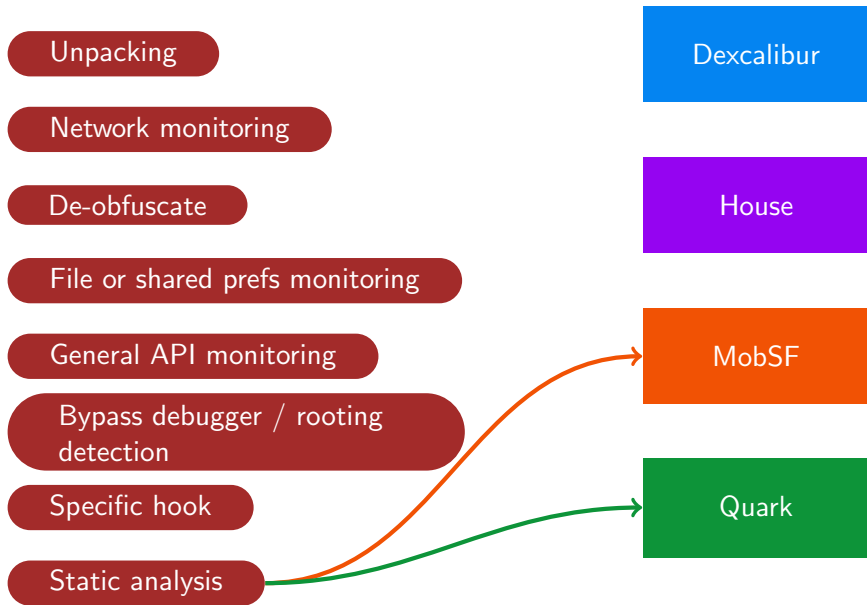 Unpacking
Network monitoring
De-obfuscate
File or shared prefs monitoring
General API monitoring
Bypass debugger / rooting
detection
Specific hook
Static analysis
Dexcalibur
House
MobSF
Quark